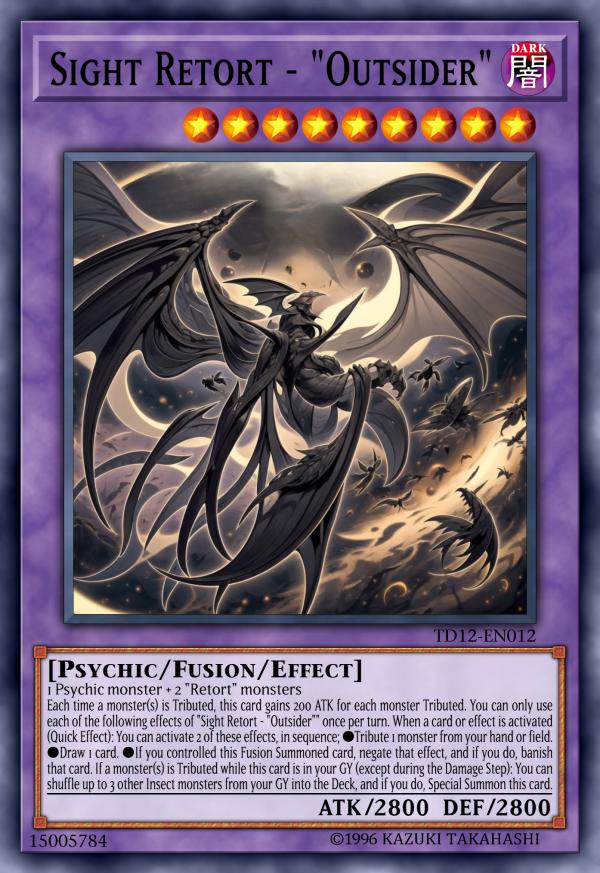 Sight Retort - "Outsider"
DARK
闇
TD12-EN012
[Psychic/Fusion/Effect]
1 Psychic monster + 2 "Retort" monsters
Each time a monster(s) is Tributed, this card gains 200 ATK for each monster Tributed. You can only use
each of the following effects of "Sight Retort - "Outsider"" once per turn. When a card or effect is activated
(Quick Effect): You can activate 2 of these effects, in sequence; ●Tribute 1 monster from your hand or field.
●Draw 1 card. ●If you controlled this Fusion Summoned card, negate that effect, and if you do, banish
that card. If a monster(s) is Tributed while this card is in your GY (except during the Damage Step): You can
shuffle up to 3 other Insect monsters from your GY into the Deck, and if you do, Special Summon this card.
ATK/2800 DEF/2800
15005784
©1996 KAZUKI TAKAHASHI